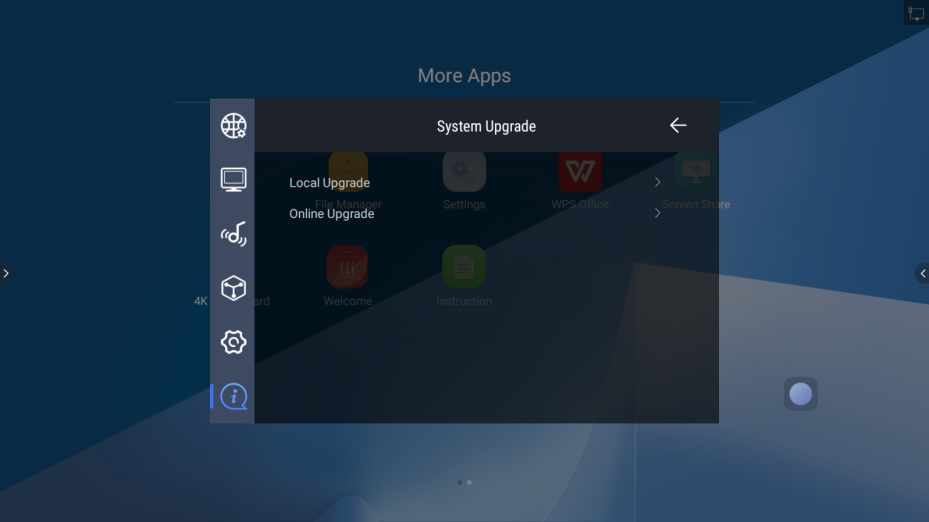 More Apps
System Upgrade
Local Upgrade
Online Upgrade
File Manager
Settings
WPS Office
Screen Share
Hi
4K
ard
Welcome
Instruction